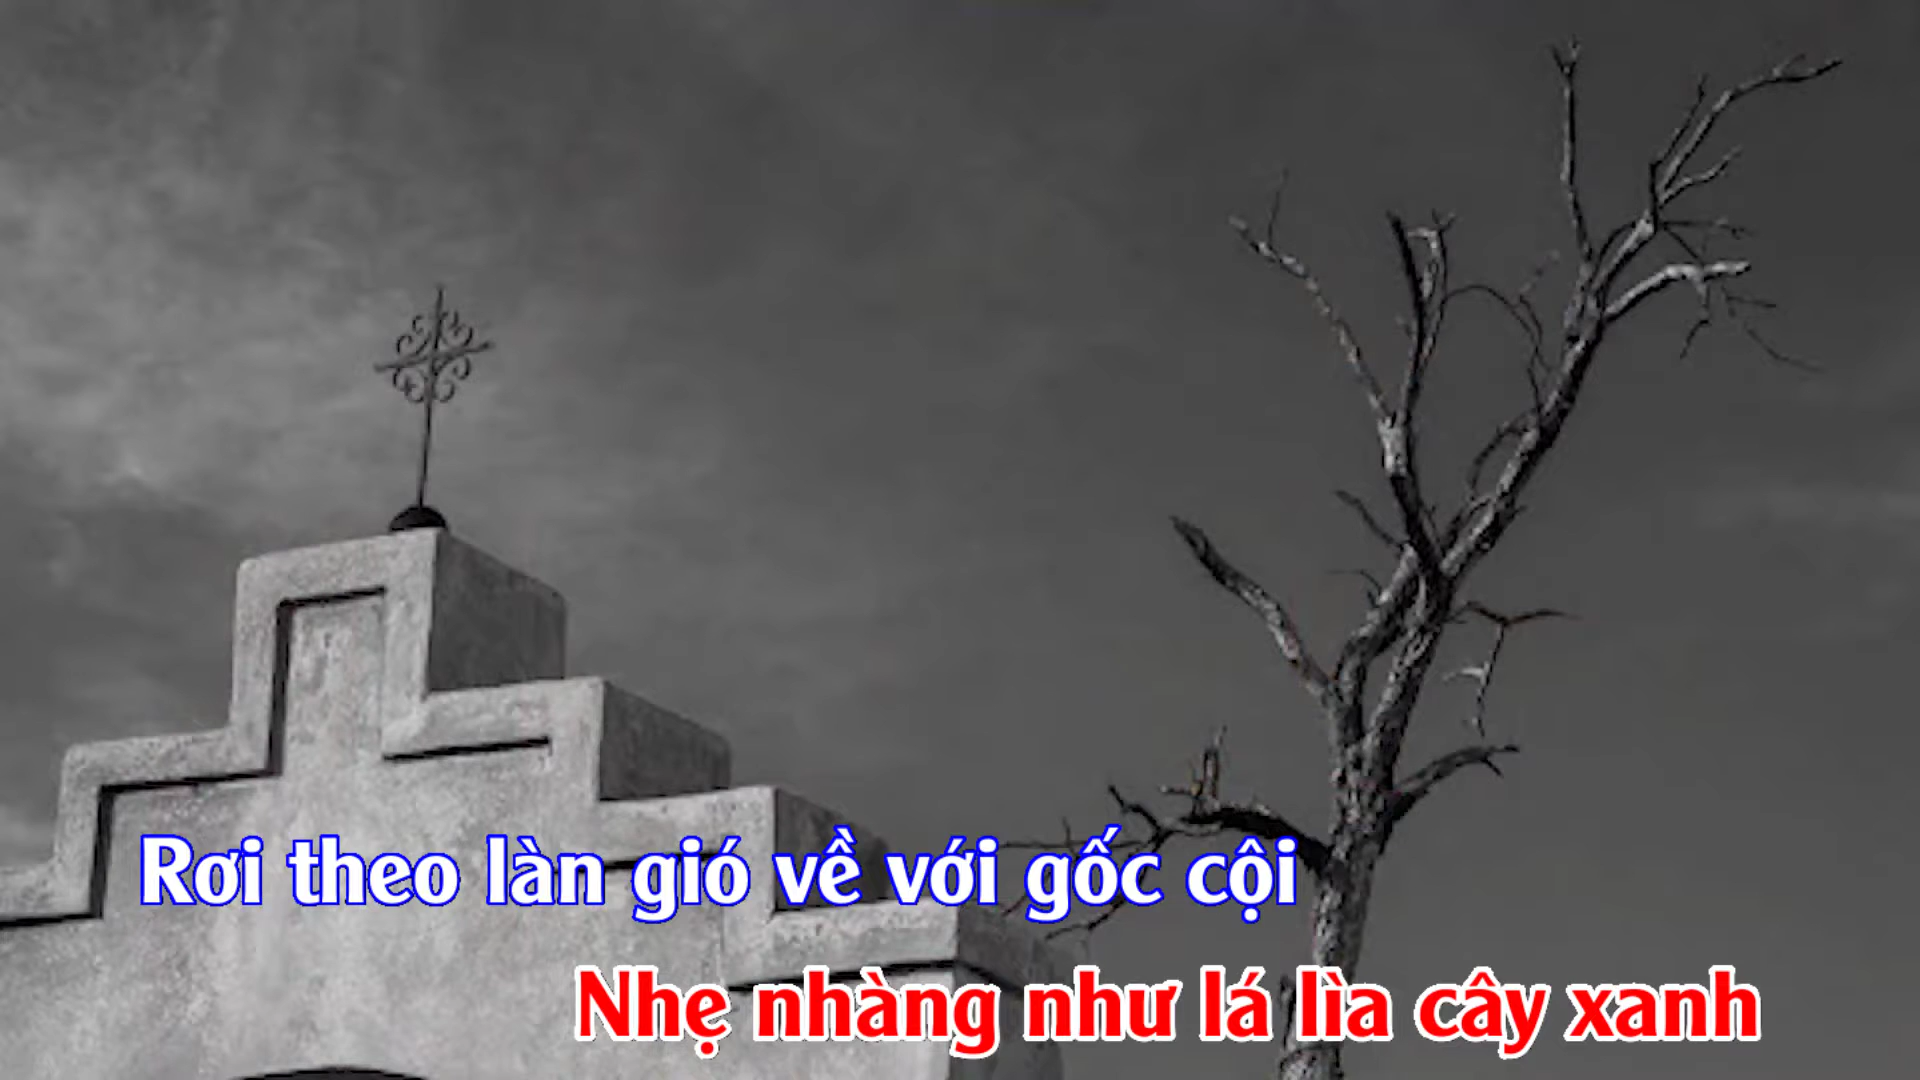 Rơi theo làn gió về với gốc cội
Nhẹ nhàng như lá lìa cây xanh